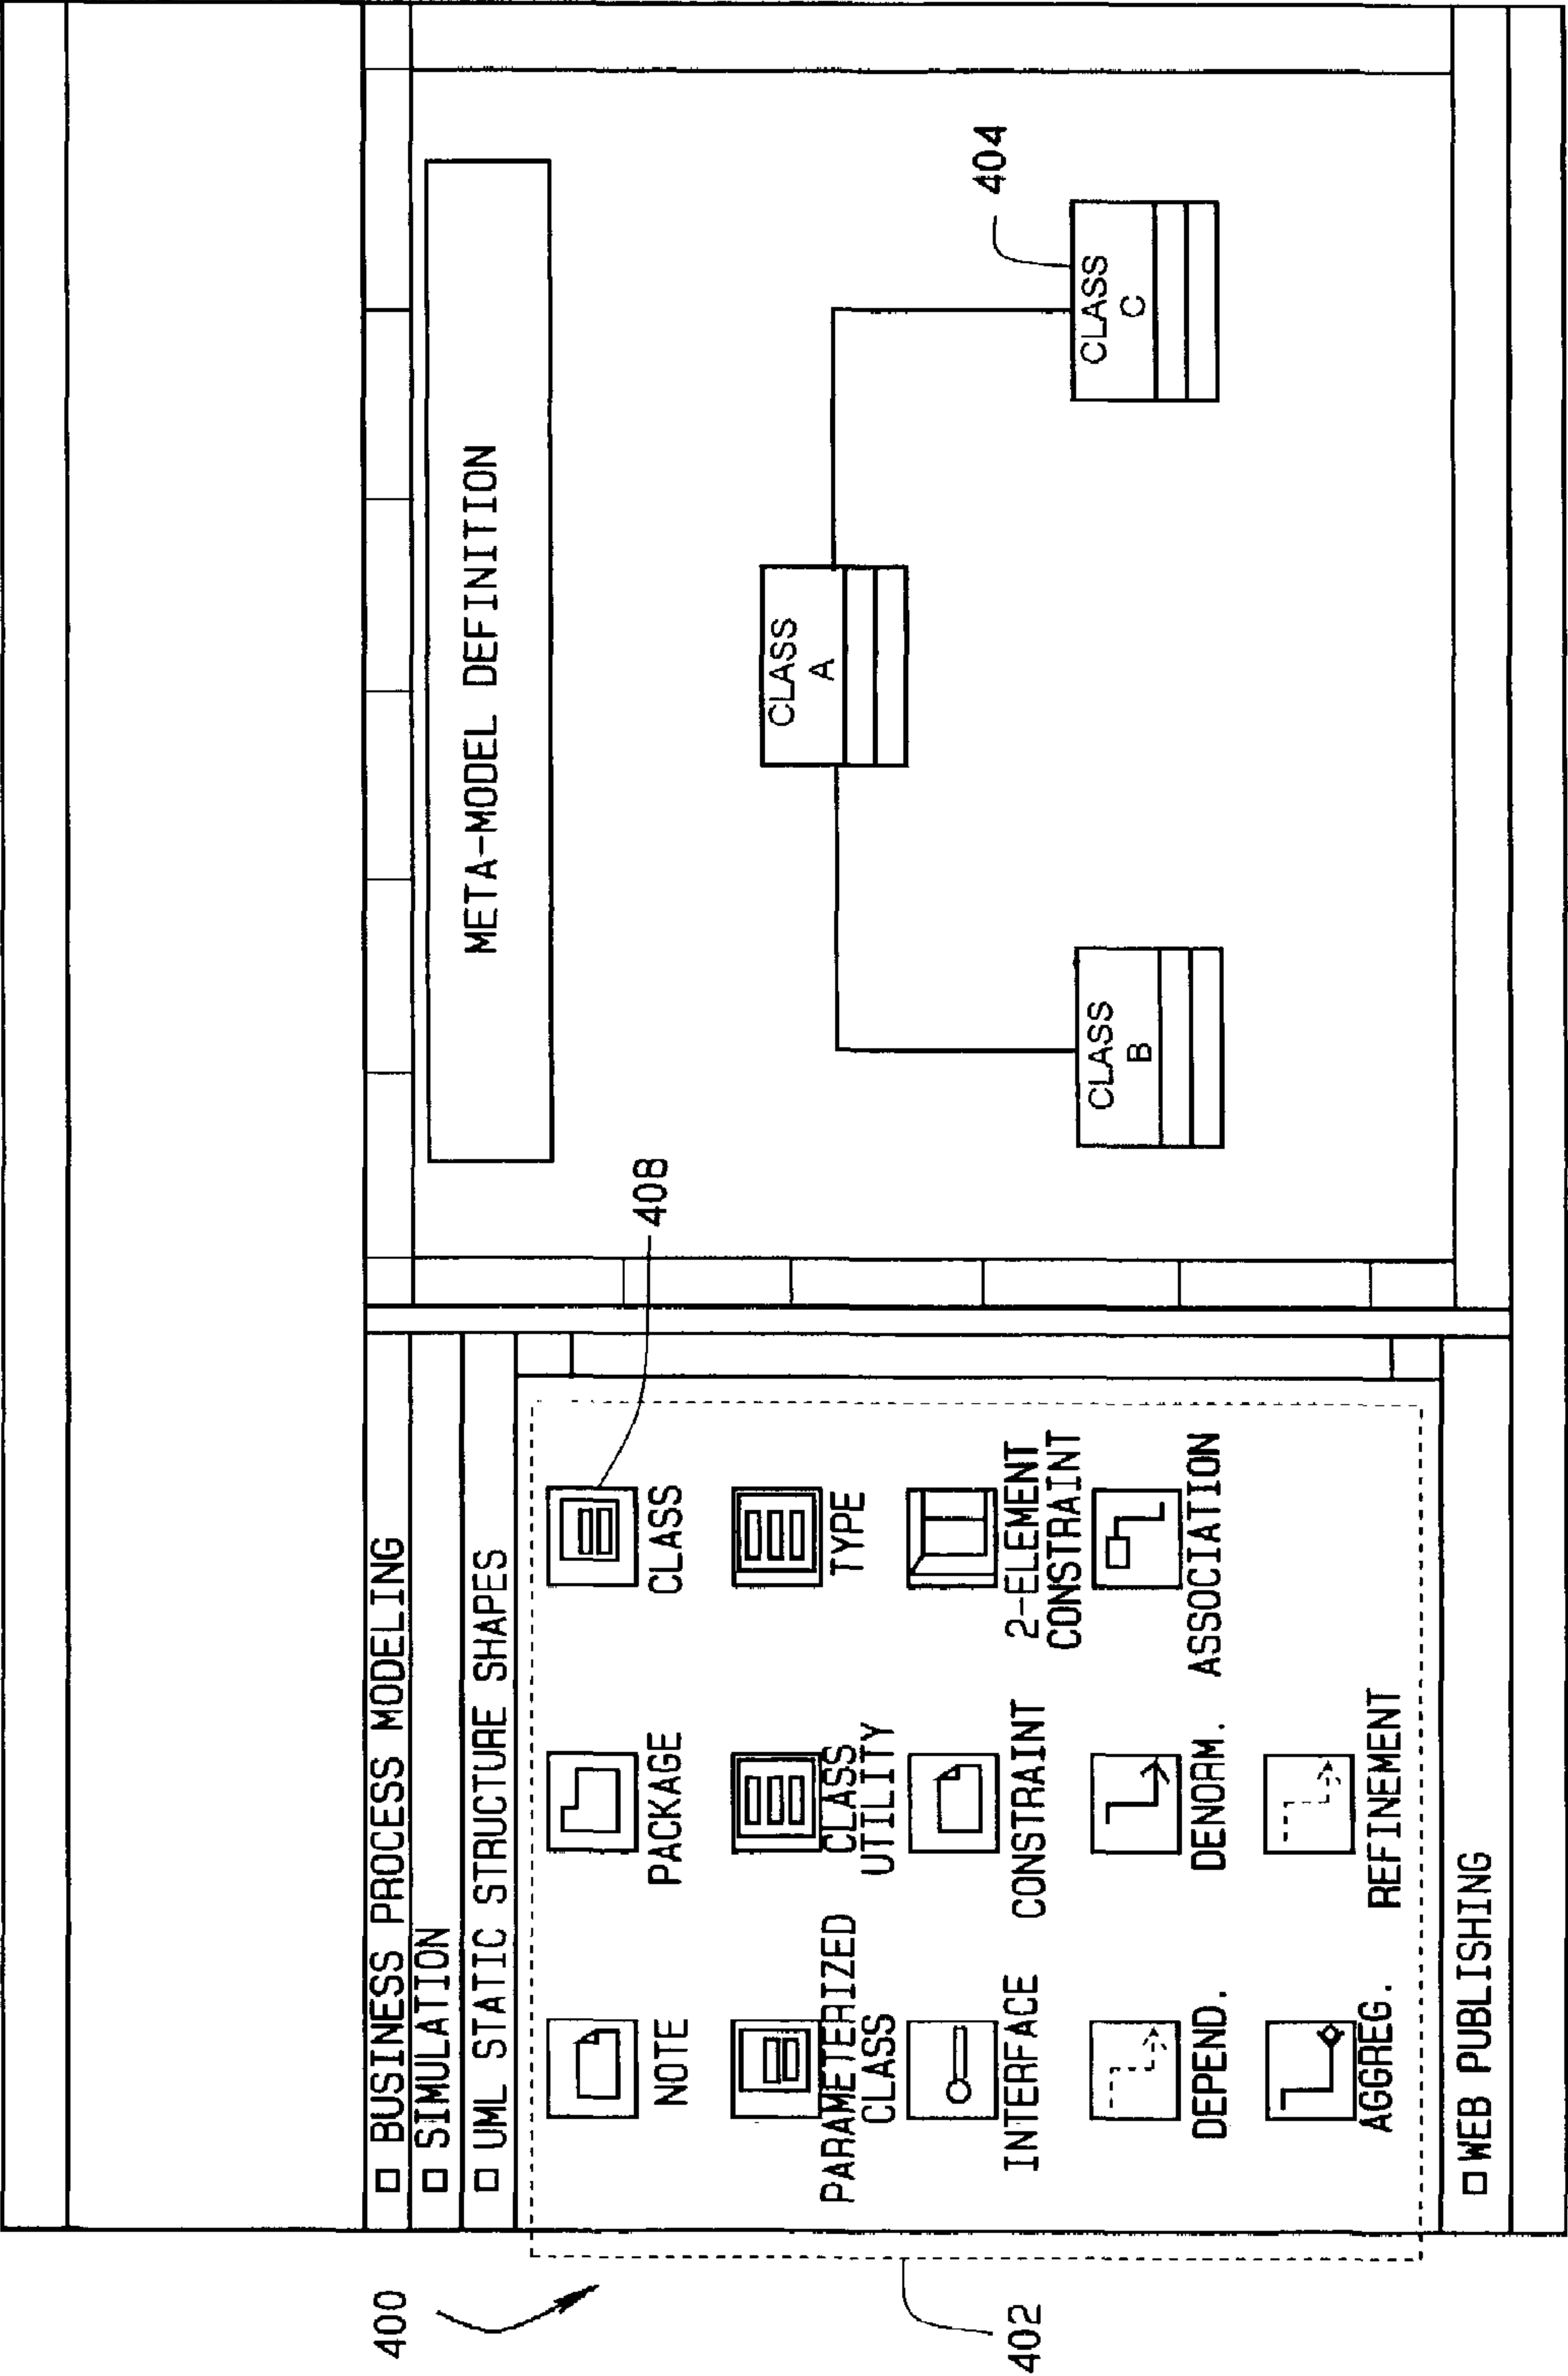 400
BUSINESS PROCESS MODELING
SIMULATION
UML STATIC STRUCTURE SHAPES
META-MODEL DEFINITION
NOTE
PACKAGE
CLASS
408
PARAMETERIZED
CLASS
CLASS
UTILITY
TYPE
CLASS
A
INTERFACE
CONSTRAINT
2-ELEMENT
CONSTRAINT
404
402
DEPEND.
DENORM.
ASSOCIATION
CLASS
B
CLASS
C
AGGREG.
REFINEMENT
WEB PUBLISHING